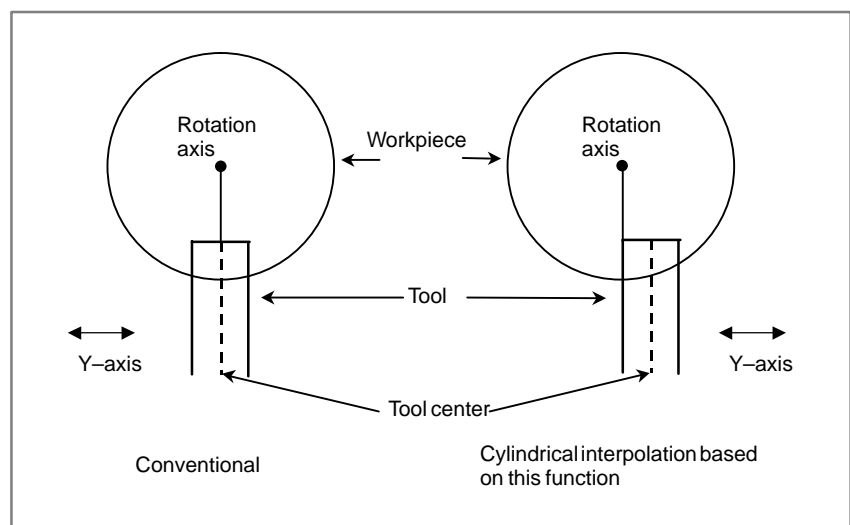 Rotation
axis
Workpiece
Rotation
axis
Tool
Y–axis
Y–axis
Tool center
Conventional
Cylindrical interpolation based
on this function